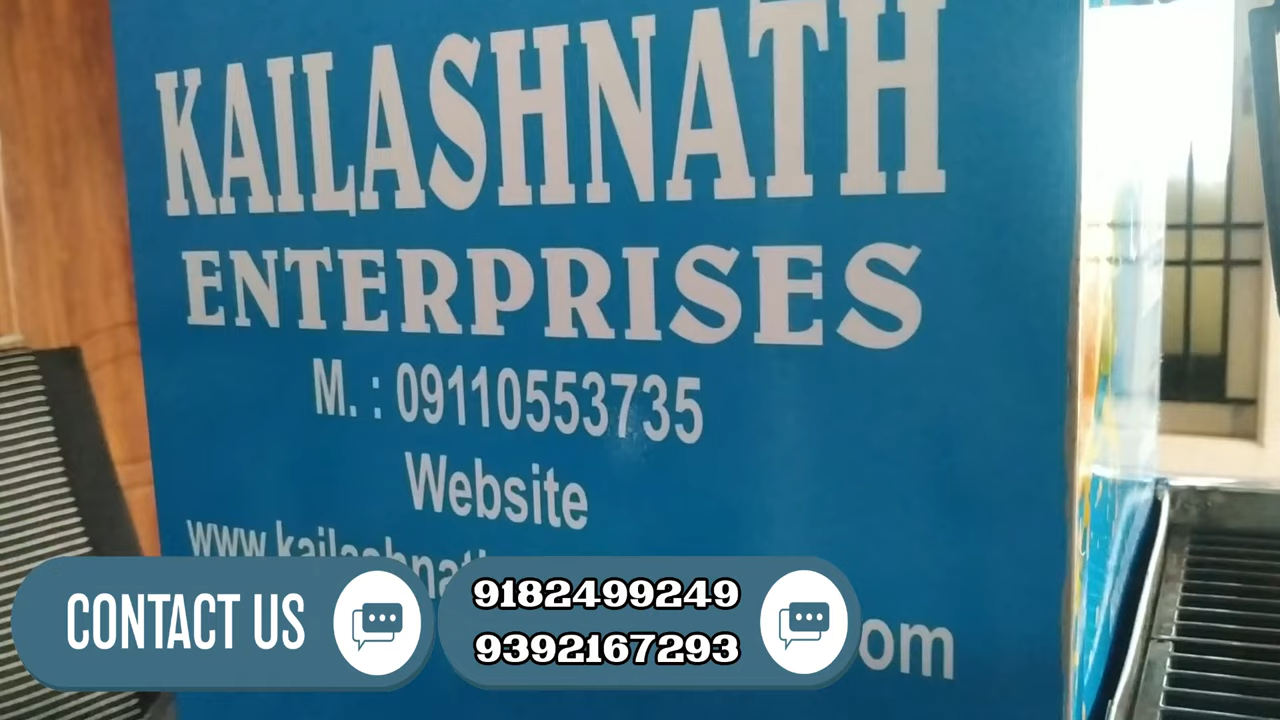 KAILASHNATH
ENTERPRISES
M. : 09110553735
Website
CONTACT US
9182499249
9392167293